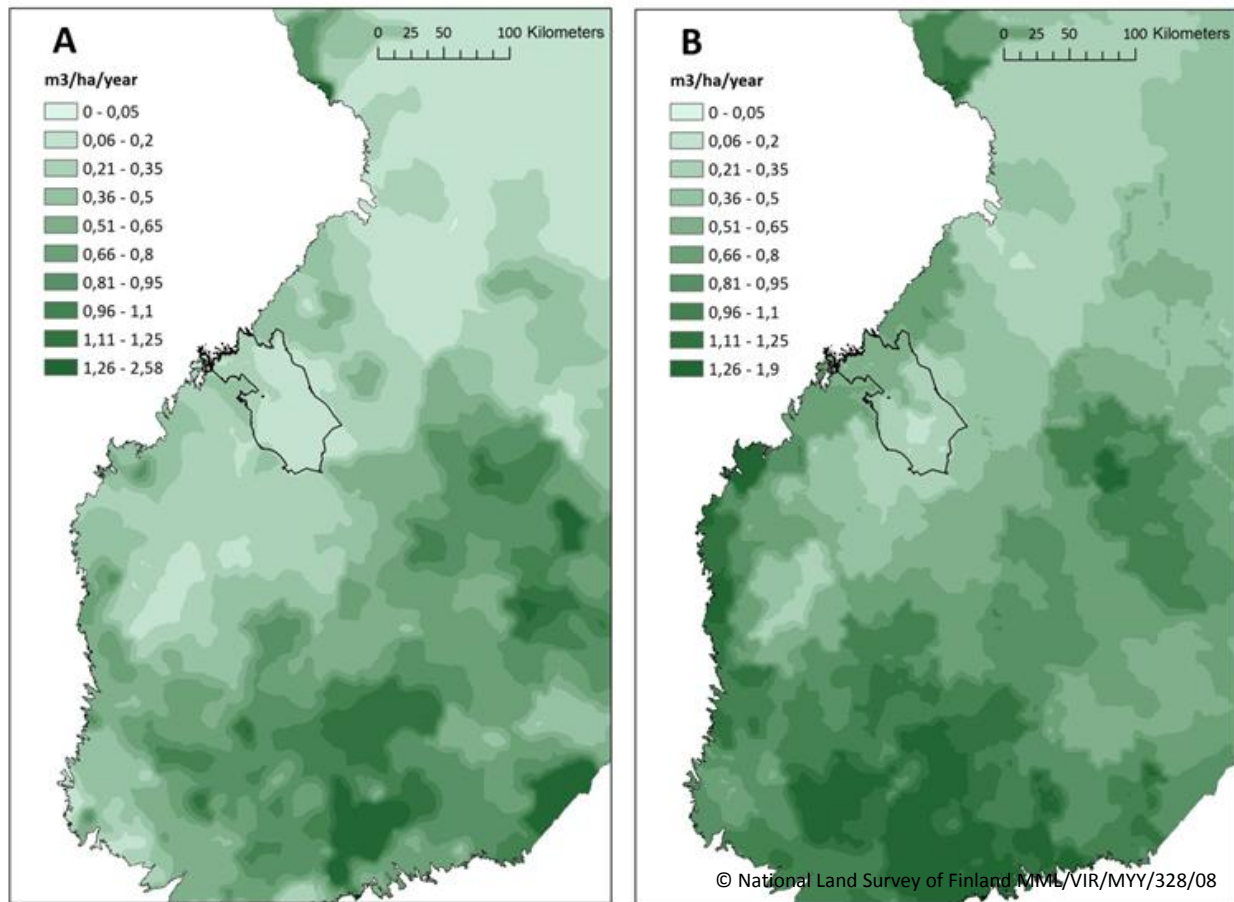 A
0 25 50 100 Kilometers
m3/ha/year
0 - 0,05
0,06 - 0,2
0,21 - 0,35
0,36 - 0,5
0,51 - 0,65
0,66 - 0,8
0,81 - 0,95
0,96 - 1,1
1,11 - 1,25
1,26 - 2,58
B
0 25 50 100 Kilometers
m3/ha/year
0 - 0,05
0,06 - 0,2
0,21 - 0,35
0,36 - 0,5
0,51 - 0,65
0,66 - 0,8
0,81 - 0,95
0,96 - 1,1
1,11 - 1,25
1,26 - 1,9
© National Land Survey of Finland MML/VIR/MYY/328/08